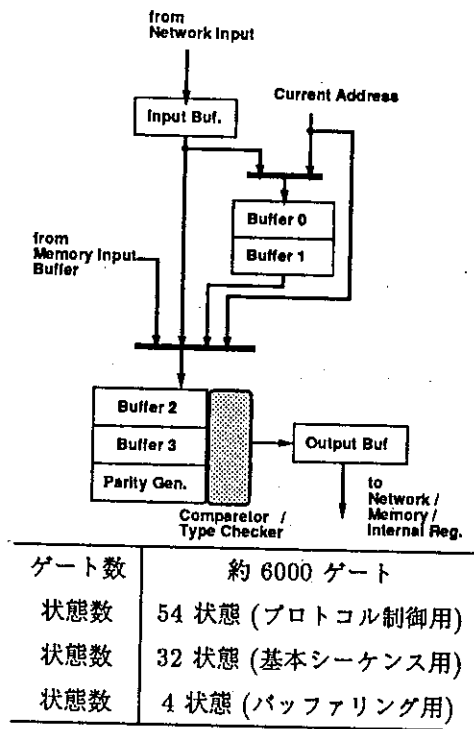 from
Network Input
Current Address
Input Buf.
Buffer 0
Buffer 1
from
Memory Input
Buffer
Buffer 2
Buffer 3
Parity Gen.
Output Buf
Comparetor /
Type Checker
to
Network /
Memory /
Internal Reg.
ゲート数 約 6000 ゲート
状態数 54 状態 (プロトコル制御用)
状態数 32 状態 (基本シーケンス用)
状態数 4 状態 (バッファリング用)